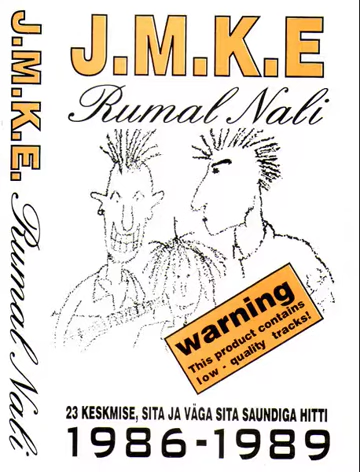 J.M.K.E. Rumal Nali
J.M.K.E
Rumal Nali
warning
This product contains
low - quality tracks!
23 KESKMISE, SITA JA VÄGA SITA SAUNDIGA HITTI
1986-1989